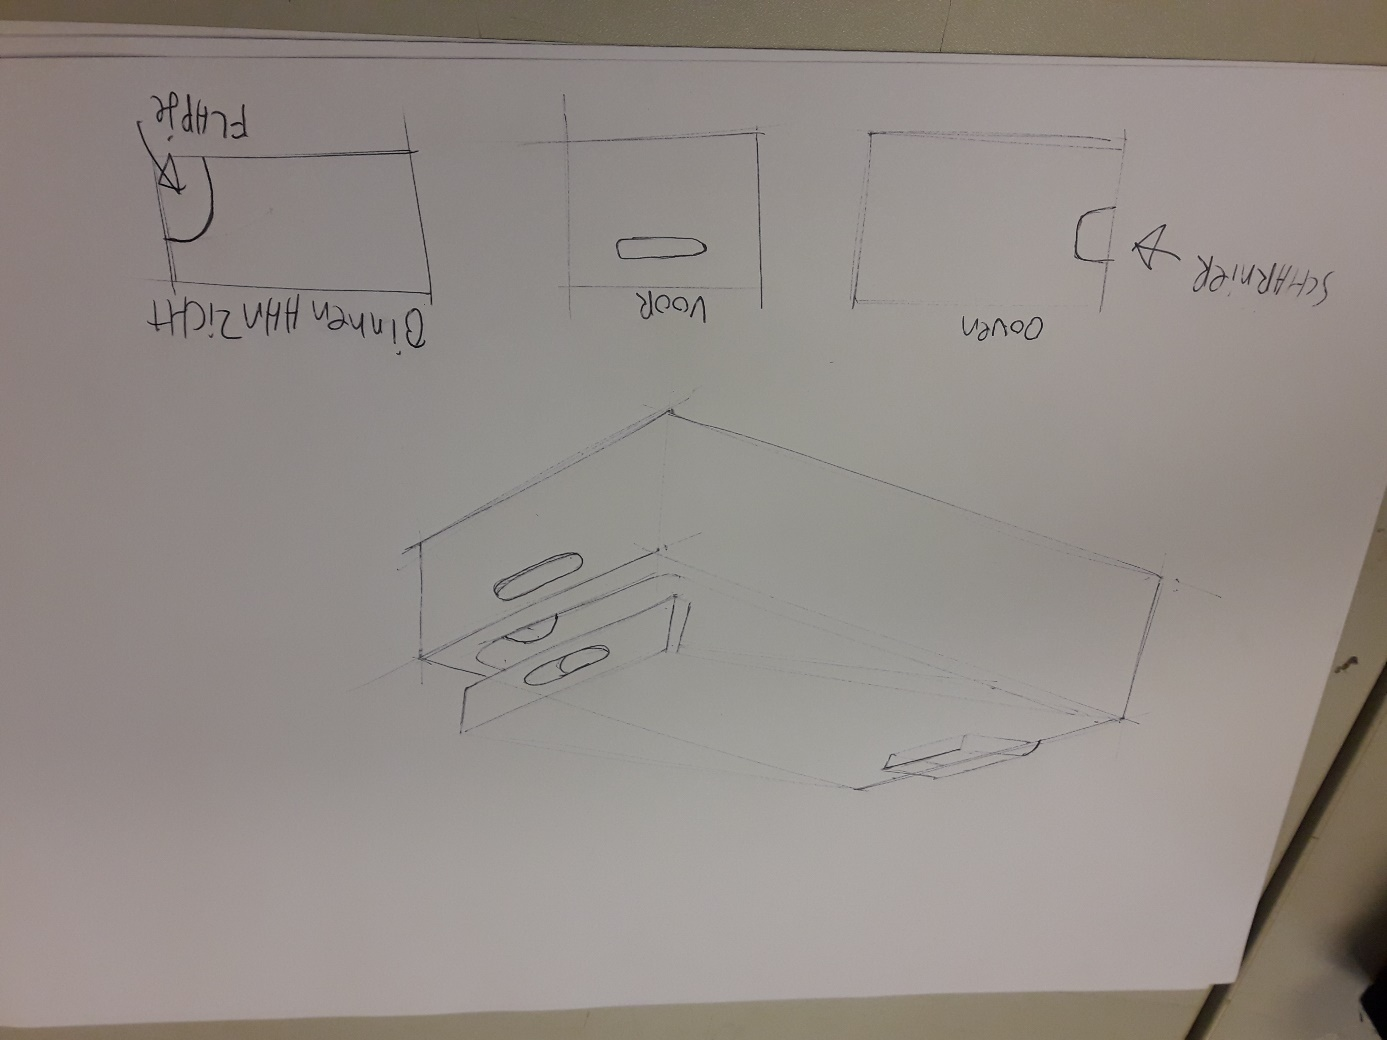 Boven
VOOR
Binnen AAnZiCHT
SCHARniER
FLAPje